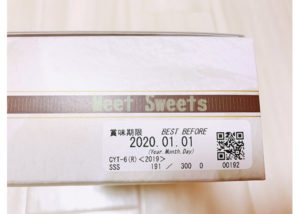 Meet Sweets
賞味期限 BEST BEFORE
2020.01.01
(Year.Month.Day)
CYT-6(R)<2019>
SSS 191 / 300 0 00192